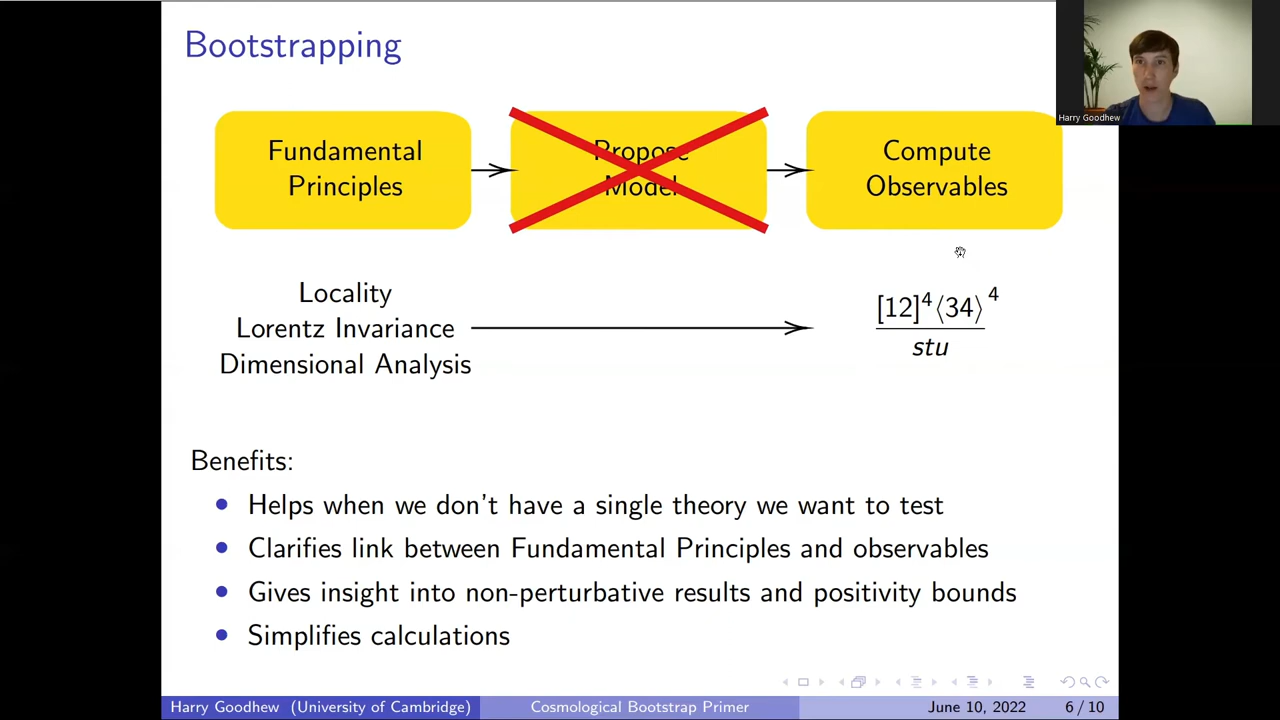 Bootstrapping
Harry Goodhew
Fundamental
Principles
Propose
Model
Compute
Observables
Locality
Lorentz Invariance
Dimensional Analysis
[12]⁴⟨34⟩⁴
stu
Benefits:
• Helps when we don't have a single theory we want to test
• Clarifies link between Fundamental Principles and observables
• Gives insight into non-perturbative results and positivity bounds
• Simplifies calculations
Harry Goodhew (University of Cambridge) Cosmological Bootstrap Primer June 10, 2022 6 / 10